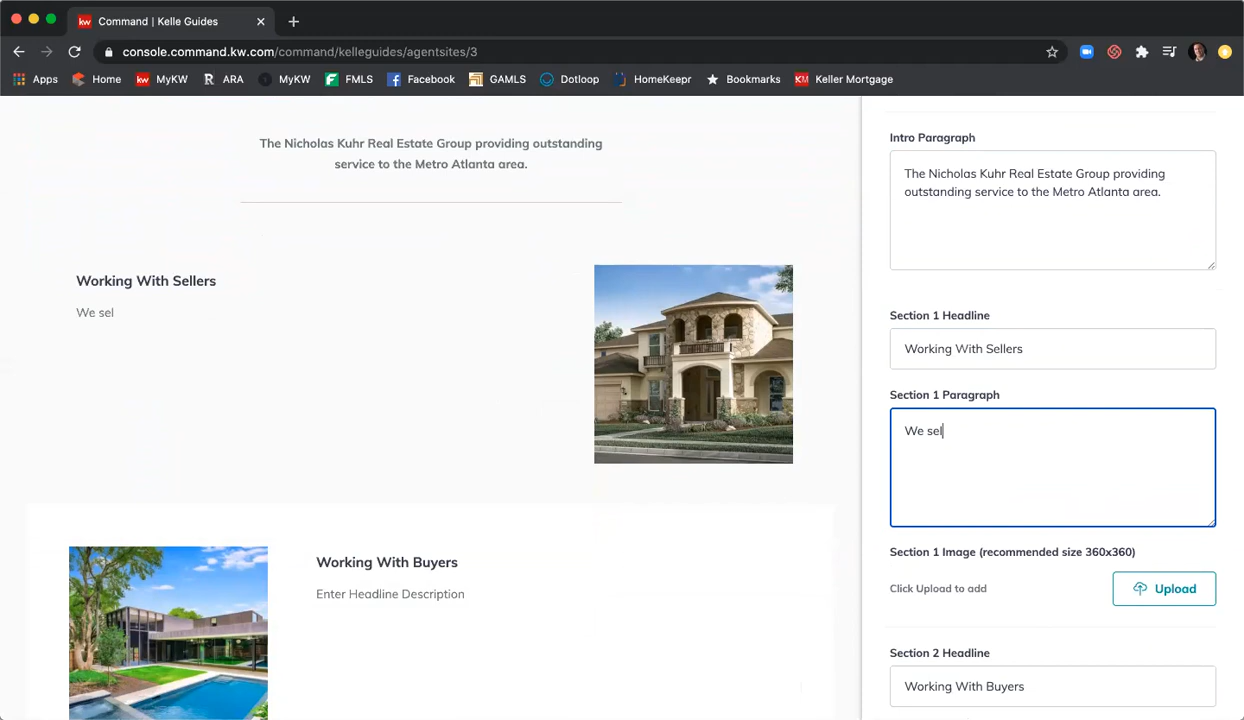 Command | Kelle Guides
console.command.kw.com/command/kelleguides/agentsites/3
Apps Home kw MyKW R ARA MyKW FMLS Facebook GAMLS Dotloop HomeKeepr Bookmarks KM Keller Mortgage
The Nicholas Kuhr Real Estate Group providing outstanding
service to the Metro Atlanta area.
Working With Sellers
We sel
Working With Buyers
Enter Headline Description
Intro Paragraph
The Nicholas Kuhr Real Estate Group providing
outstanding service to the Metro Atlanta area.
Section 1 Headline
Working With Sellers
Section 1 Paragraph
We sel
Section 1 Image (recommended size 360x360)
Click Upload to add
Upload
Section 2 Headline
Working With Buyers